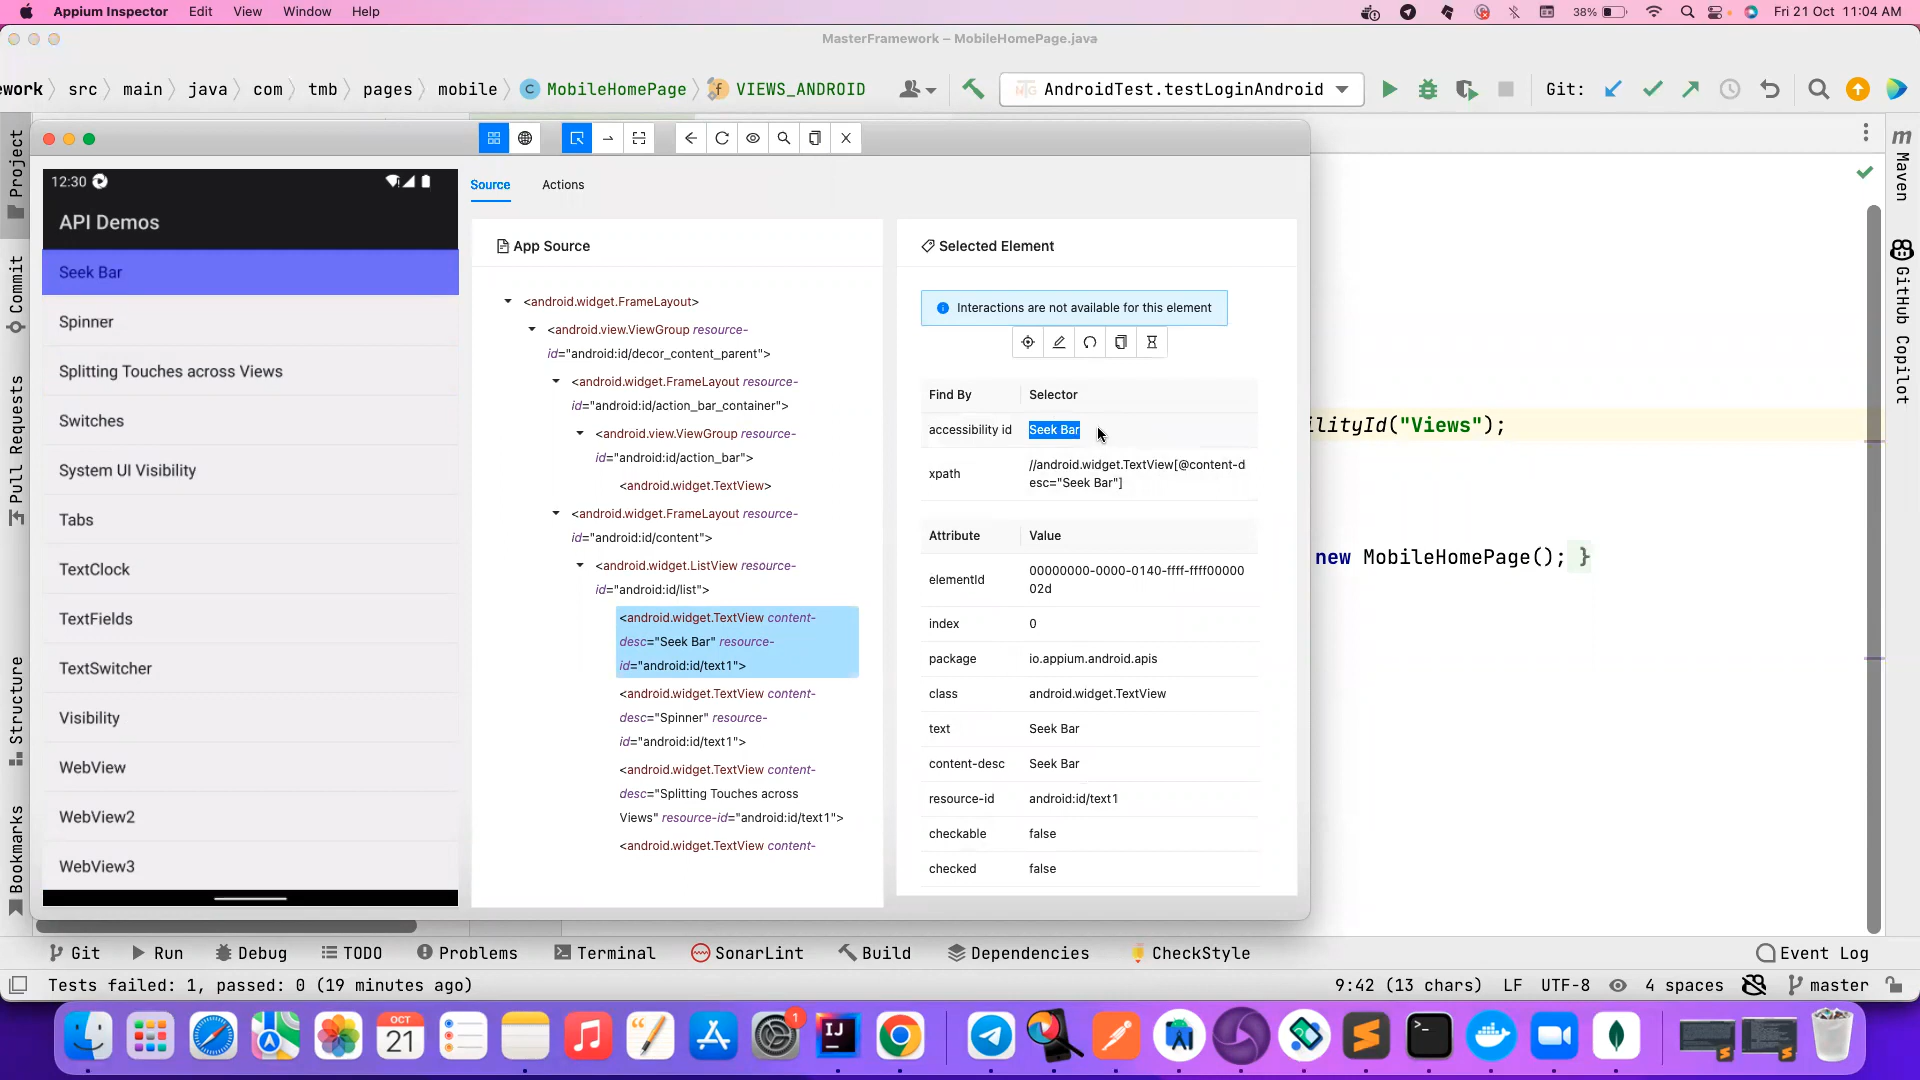 Appium Inspector Edit View Window Help 38% Fri 21 Oct 11:04 AM
MasterFramework – MobileHomePage.java
ework src main java com tmb pages mobile C MobileHomePage f VIEWS_ANDROID AndroidTest.testLoginAndroid Git:
12:30
API Demos
Seek Bar
Spinner
Splitting Touches across Views
Switches
System UI Visibility
Tabs
TextClock
TextFields
TextSwitcher
Visibility
WebView
WebView2
WebView3
Source Actions
App Source
<android.widget.FrameLayout>
<android.view.ViewGroup resource-
id="android:id/decor_content_parent">
<android.widget.FrameLayout resource-
id="android:id/action_bar_container">
<android.view.ViewGroup resource-
id="android:id/action_bar">
<android.widget.TextView>
<android.widget.FrameLayout resource-
id="android:id/content">
<android.widget.ListView resource-
id="android:id/list">
<android.widget.TextView content-
desc="Seek Bar" resource-
id="android:id/text1">
<android.widget.TextView content-
desc="Spinner" resource-
id="android:id/text1">
<android.widget.TextView content-
desc="Splitting Touches across
Views" resource-id="android:id/text1">
<android.widget.TextView content-
Selected Element
Interactions are not available for this element
Find By Selector
accessibility id Seek Bar
xpath //android.widget.TextView[@content-d
esc="Seek Bar"]
Attribute Value
elementId 00000000-0000-0140-ffff-ffff00000
02d
index 0
package io.appium.android.apis
class android.widget.TextView
text Seek Bar
content-desc Seek Bar
resource-id android:id/text1
checkable false
checked false
ilityId("Views");
new MobileHomePage(); }
Project
Commit
Pull Requests
Structure
Bookmarks
m Maven
GitHub Copilot
Git Run Debug TODO Problems Terminal SonarLint Build Dependencies CheckStyle Event Log
Tests failed: 1, passed: 0 (19 minutes ago) 9:42 (13 chars) LF UTF-8 4 spaces master
OCT
21
1
IJ